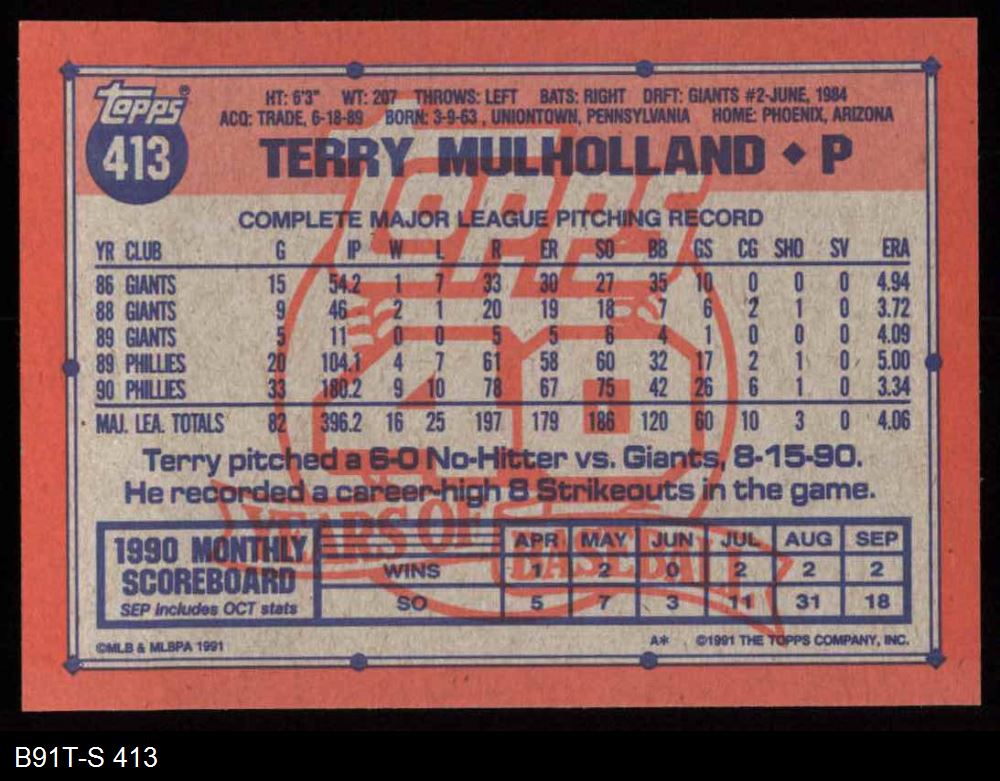 Topps®
413
HT: 6'3" WT: 207 THROWS: LEFT BATS: RIGHT DRFT: GIANTS #2-JUNE, 1984
ACQ: TRADE, 6-18-89 BORN: 3-9-63, UNIONTOWN, PENNSYLVANIA HOME: PHOENIX, ARIZONA
TERRY MULHOLLAND ◆ P
COMPLETE MAJOR LEAGUE PITCHING RECORD
YR CLUB G IP W L R ER SO BB GS CG SHO SV ERA
86 GIANTS 15 54.2 1 7 33 30 27 35 10 0 0 0 4.94
88 GIANTS 9 46 2 1 20 19 18 7 6 2 1 0 3.72
89 GIANTS 5 11 0 0 5 5 6 4 1 0 0 0 4.09
89 PHILLIES 20 104.1 4 7 61 58 60 32 17 2 1 0 5.00
90 PHILLIES 33 180.2 9 10 78 67 75 42 26 6 1 0 3.34
MAJ. LEA. TOTALS 82 396.2 16 25 197 179 186 120 60 10 3 0 4.06
Terry pitched a 6-0 No-Hitter vs. Giants, 8-15-90.
He recorded a career-high 8 Strikeouts in the game.
1990 MONTHLY SCOREBOARD
SEP Includes OCT stats
APR MAY JUN JUL AUG SEP
WINS 1 2 0 2 2 2
SO 5 7 3 11 31 18
Topps
40
YEARS OF
BASEBALL
©MLB & MLBPA 1991 A* ©1991 THE TOPPS COMPANY, INC.
B91T-S 413